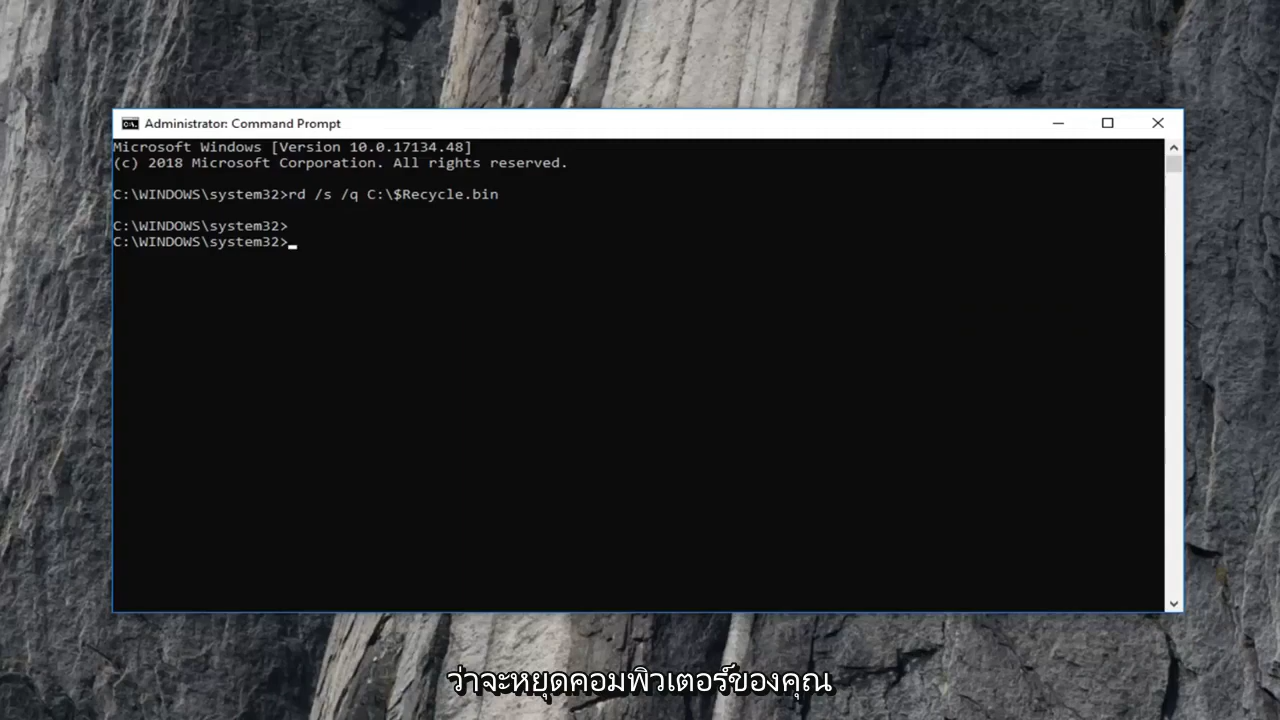 Administrator: Command Prompt
Microsoft Windows [Version 10.0.17134.48]
(c) 2018 Microsoft Corporation. All rights reserved.
C:\WINDOWS\system32>rd /s /q C:\$Recycle.bin
C:\WINDOWS\system32>
C:\WINDOWS\system32>
ว่าจะหยุดคอมพิวเตอร์ของคุณ